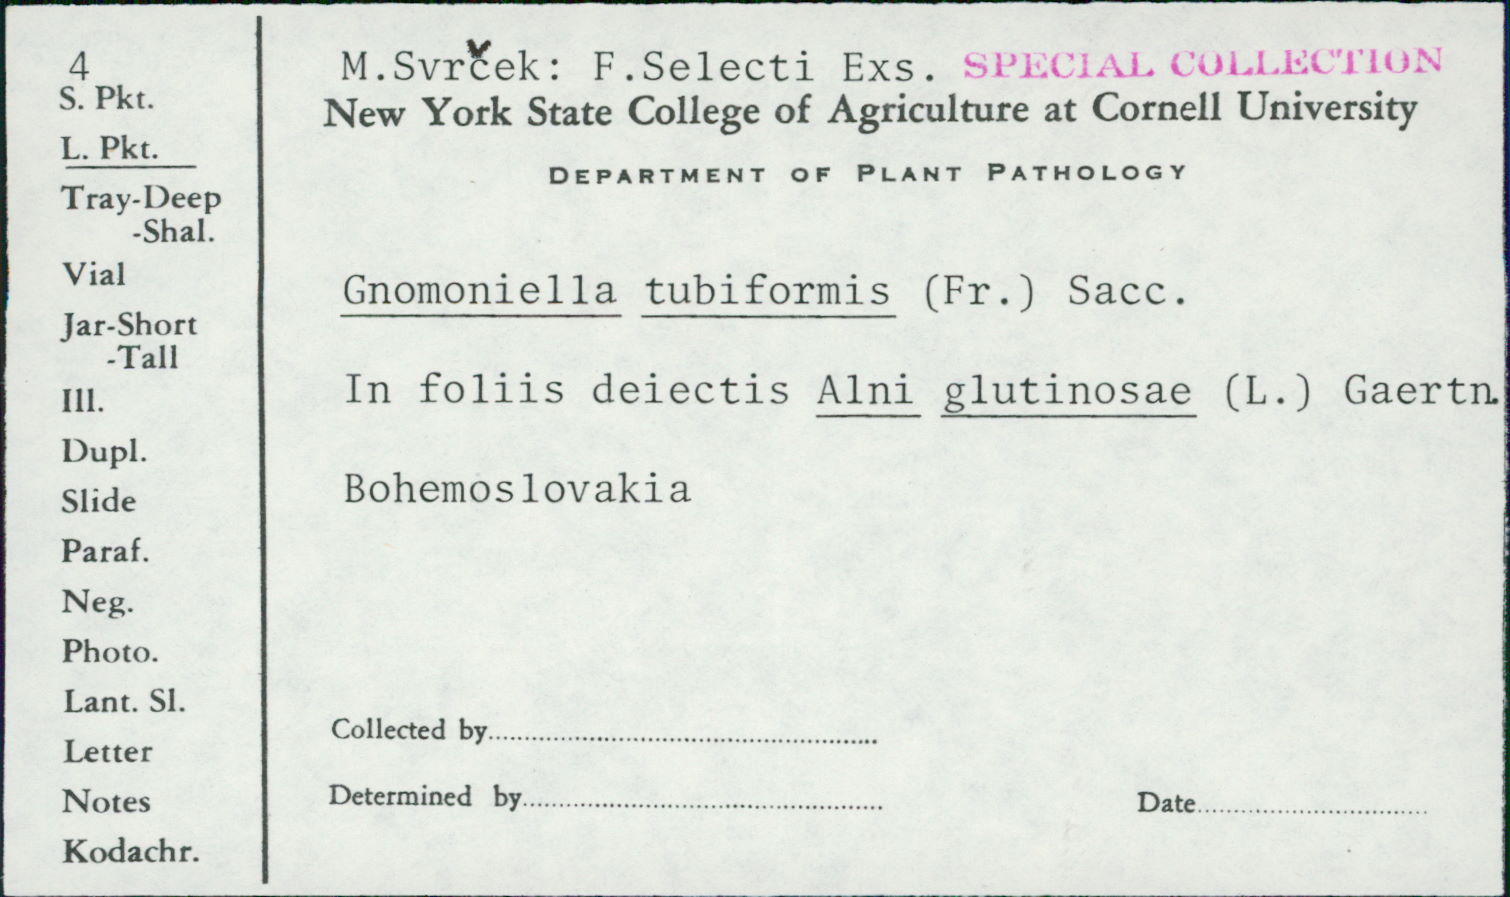 4
S. Pkt.
L. Pkt.
Tray-Deep
-Shal.
Vial
Jar-Short
-Tall
Ill.
Dupl.
Slide
Paraf.
Neg.
Photo.
Lant. Sl.
Letter
Notes
Kodachr.
M.Svrček: F.Selecti Exs. SPECIAL COLLECTION
New York State College of Agriculture at Cornell University
DEPARTMENT OF PLANT PATHOLOGY
Gnomoniella tubiformis (Fr.) Sacc.
In foliis deiectis Alni glutinosae (L.) Gaertn.
Bohemoslovakia
Collected by
Determined by
Date